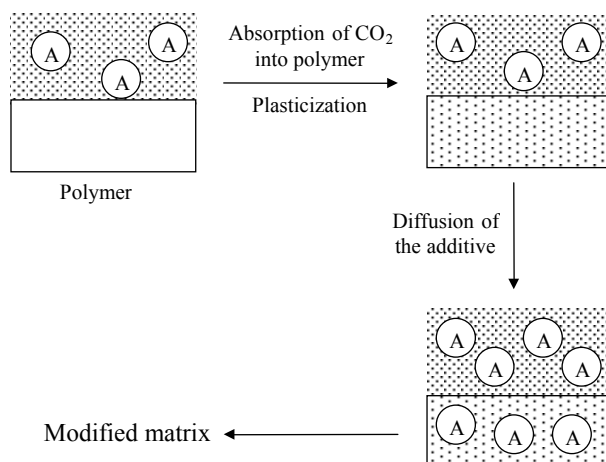 A
A
A
Absorption of CO₂
into polymer
Plasticization
A
A
A
Polymer
Diffusion of
the additive
A
A
A
A
A
A
A
Modified matrix